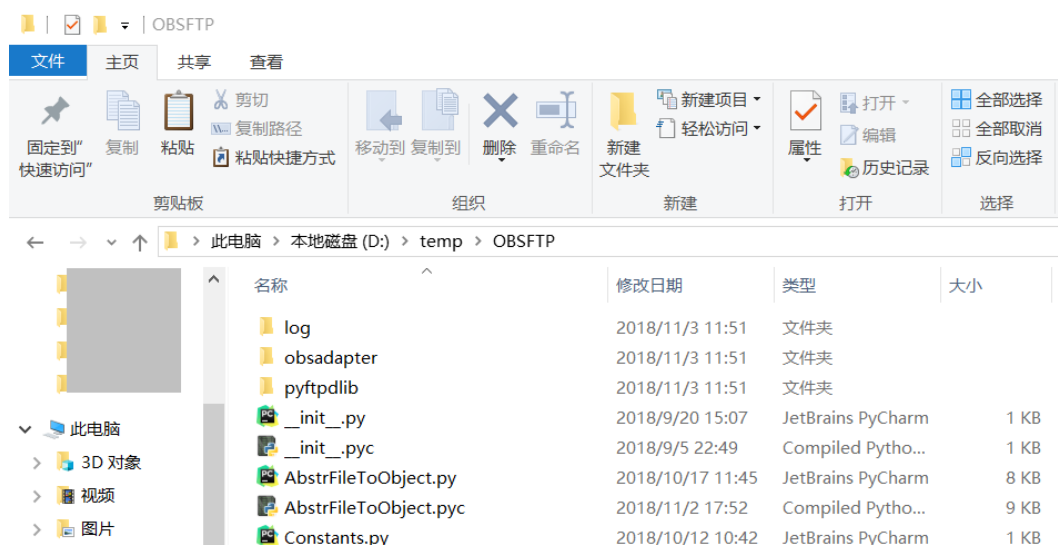 OBSFTP
文件 主页 共享 查看
固定到"快速访问" 复制 粘贴 剪切 复制路径 粘贴快捷方式 移动到 复制到 删除 重命名 新建文件夹 新建项目 轻松访问 属性 打开 编辑 历史记录 全部选择 全部取消 反向选择
剪贴板 组织 新建 打开 选择
此电脑 > 本地磁盘 (D:) > temp > OBSFTP
名称 修改日期 类型 大小
log 2018/11/3 11:51 文件夹
obsadapter 2018/11/3 11:51 文件夹
pyftpdlib 2018/11/3 11:51 文件夹
__init__.py 2018/9/20 15:07 JetBrains PyCharm 1 KB
此电脑 __init__.pyc 2018/9/5 22:49 Compiled Pytho... 1 KB
3D 对象 AbstrFileToObject.py 2018/10/17 11:45 JetBrains PyCharm 8 KB
视频 AbstrFileToObject.pyc 2018/11/2 17:52 Compiled Pytho... 9 KB
图片 Constants.py 2018/10/12 10:42 JetBrains PyCharm 1 KB